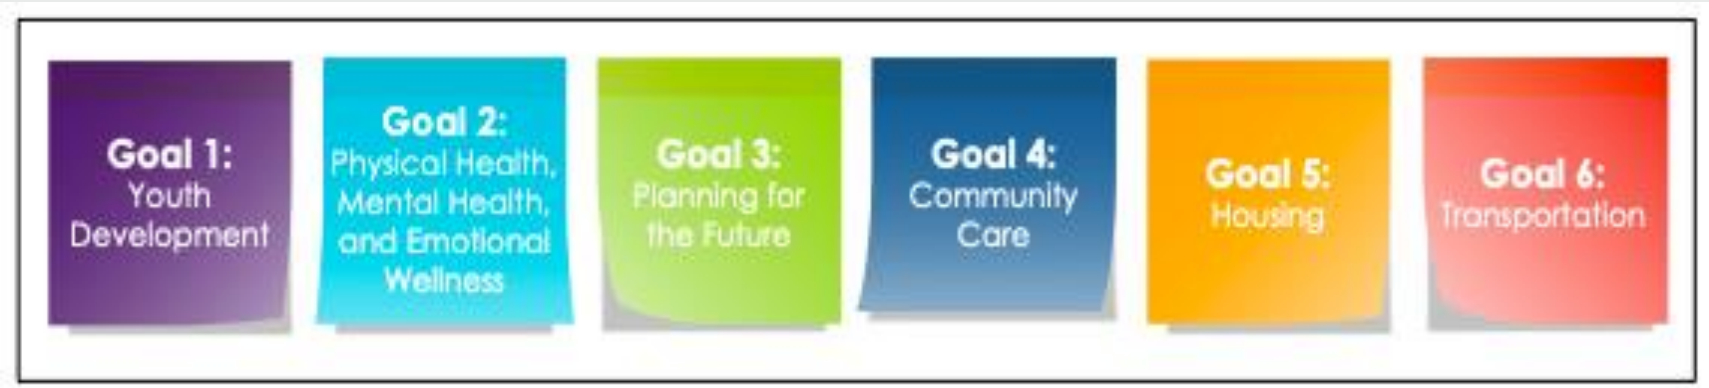 Goal 1:
Youth
Development
Goal 2:
Physical Health,
Mental Health,
and Emotional
Wellness
Goal 3:
Planning for
the Future
Goal 4:
Community
Care
Goal 5:
Housing
Goal 6:
Transportation